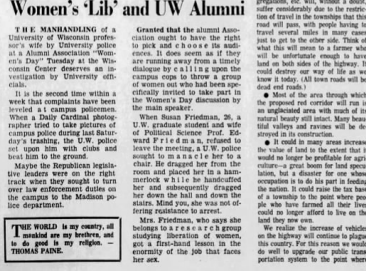 Women's 'Lib' and UW Alumni
THE MANHANDLING of a
University of Wisconsin profes-
sor's wife by University police
at a Alumni Association "Wom-
en's Day" Tuesday at the Wis-
consin Center deserves an in-
vestigation by University offi-
cials.
It is the second time within a
week that complaints have been
leveled at campus policemen.
When a Daily Cardinal photog-
rapher tried to take pictures of
campus police during last Satur-
day's trashing, the U.W. police
set upon him with clubs and
beat him to the ground.
Maybe the Republican legisla-
tive leaders were on the right
track when they sought to turn
over law enforcement duties on
the campus to the Madison po-
lice department.
THE WORLD is my country, all
mankind are my brethren, and
to do good is my religion. —
THOMAS PAINE.
Granted that the alumni Asso-
ciation ought to have the right
to pick and choose its audi-
ences. It does seem as if they
are running away from timely
dialogue by calling upon the
campus cops to throw a group
of women out who had been spe-
cifically invited to take part in
the Women's Day discussion by
the main speaker.
When Susan Friedman, 26, a
U.W. graduate student and wife
of Political Science Prof. Ed-
ward Friedman, refused to
leave the meeting, a U.W. police
sought to manacle her to a
chair. He dragged her from the
room and placed her in a ham-
merlock while he handcuffed
her and subsequently dragged
her down the hall and down the
stairs. Mind you, she was not of-
fering resistance to arrest.
Mrs. Friedman, who says she
belongs to a research group
studying liberation of women,
got a first-hand lesson in the
enormity of the job that faces
her sex.
suffer considerably due to the restric-
tion of travel in the townships that this
road will pass, with people having to
travel several miles in many cases
just to get to the other side. Think of
what this will mean to a farmer who
will be unfortunate enough to have
land on both sides of the highway. It
could destroy our way of life as we
know it today. (All town roads will be
dead end roads.)
● Most of the area through which
the proposed red corridor will run is
an unglaciated area with much of its
natural beauty still intact. Many beau-
tiful valleys and ravines will be de-
stroyed in its construction.
● It could in many areas increase
the value of land to the extent that it
would no longer be profitable for agri-
culture—a great boom for land specu-
lation, but a disaster for one whose
occupation is to do his part in feeding
the nation. It could raise the tax base
of a township to the point where peo-
ple who have farmed all their lives
could no longer afford to live on the
land they now own.
We realize the increase of vehicles
on the highway will continue to plague
this country. For this reason we would
do well to upgrade our public trans-
portation system to the point where